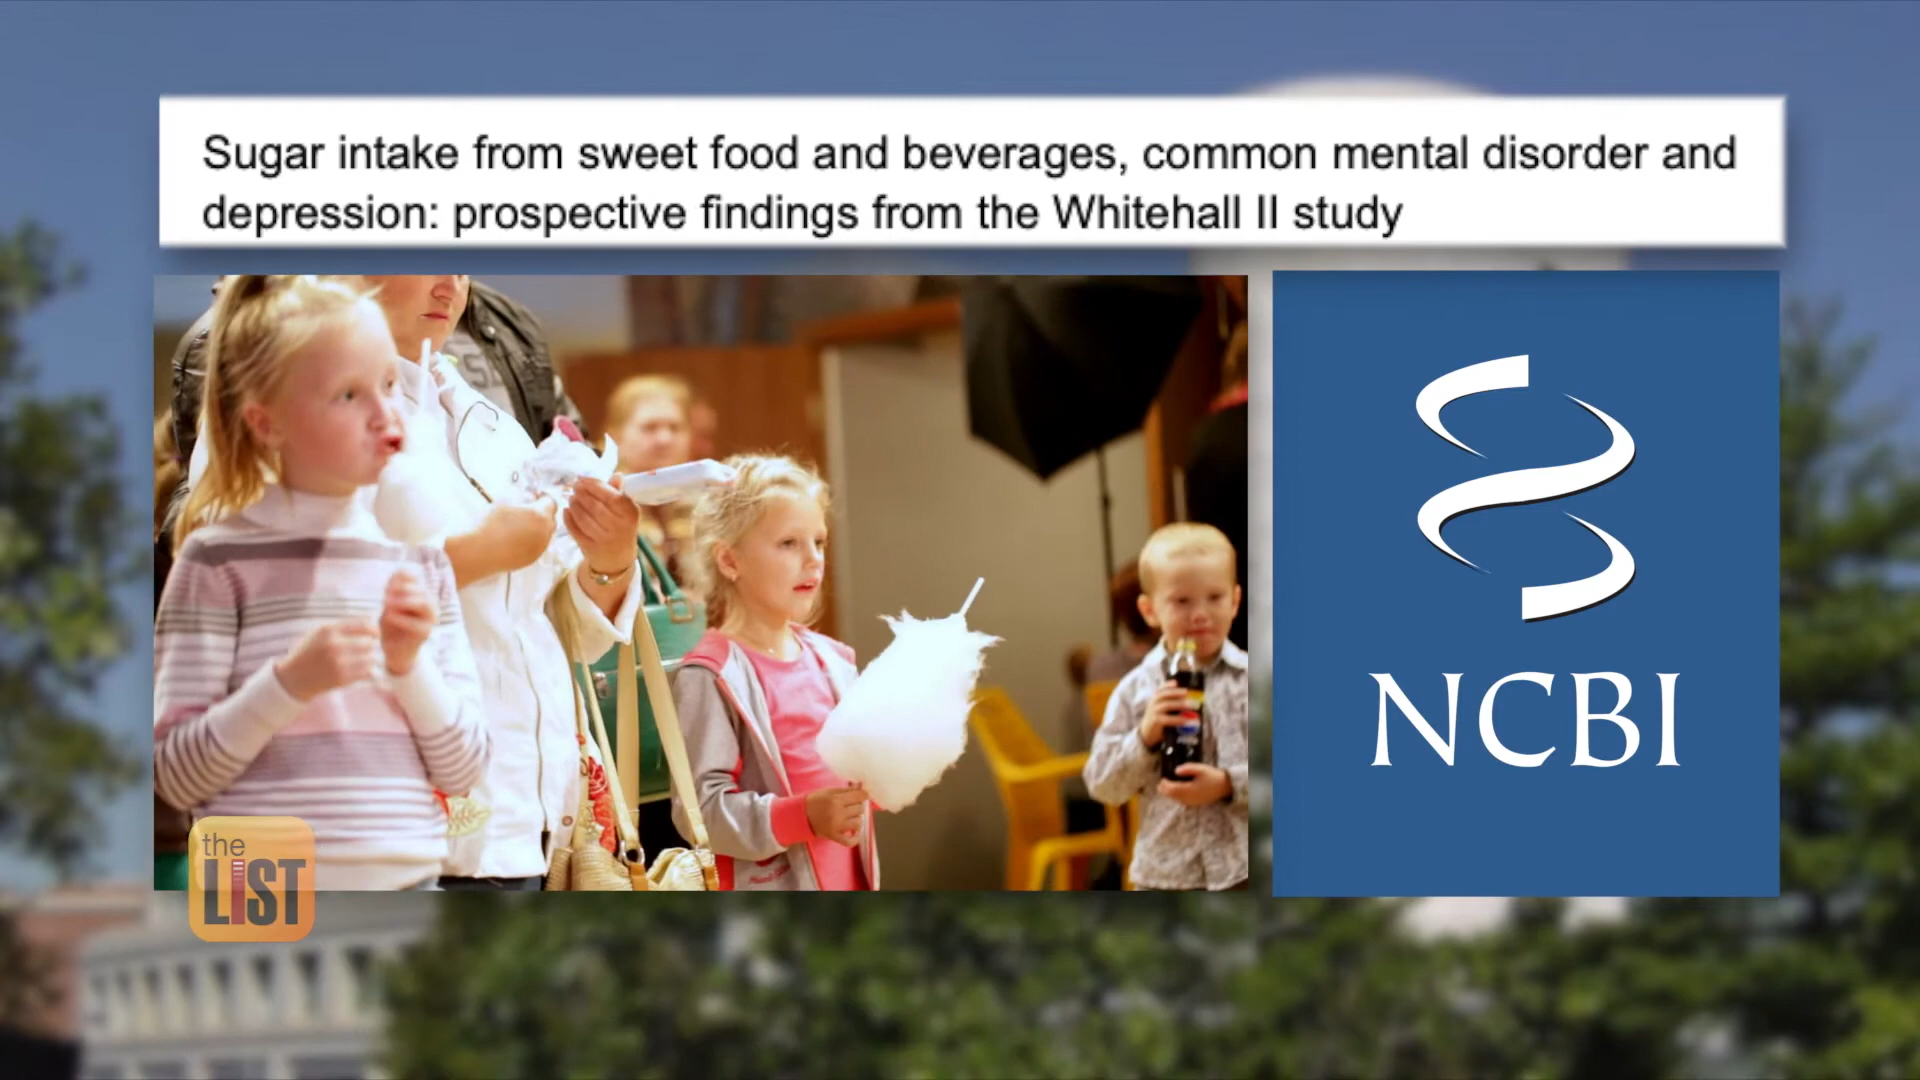 Sugar intake from sweet food and beverages, common mental disorder and
depression: prospective findings from the Whitehall II study
NCBI
the
LIST